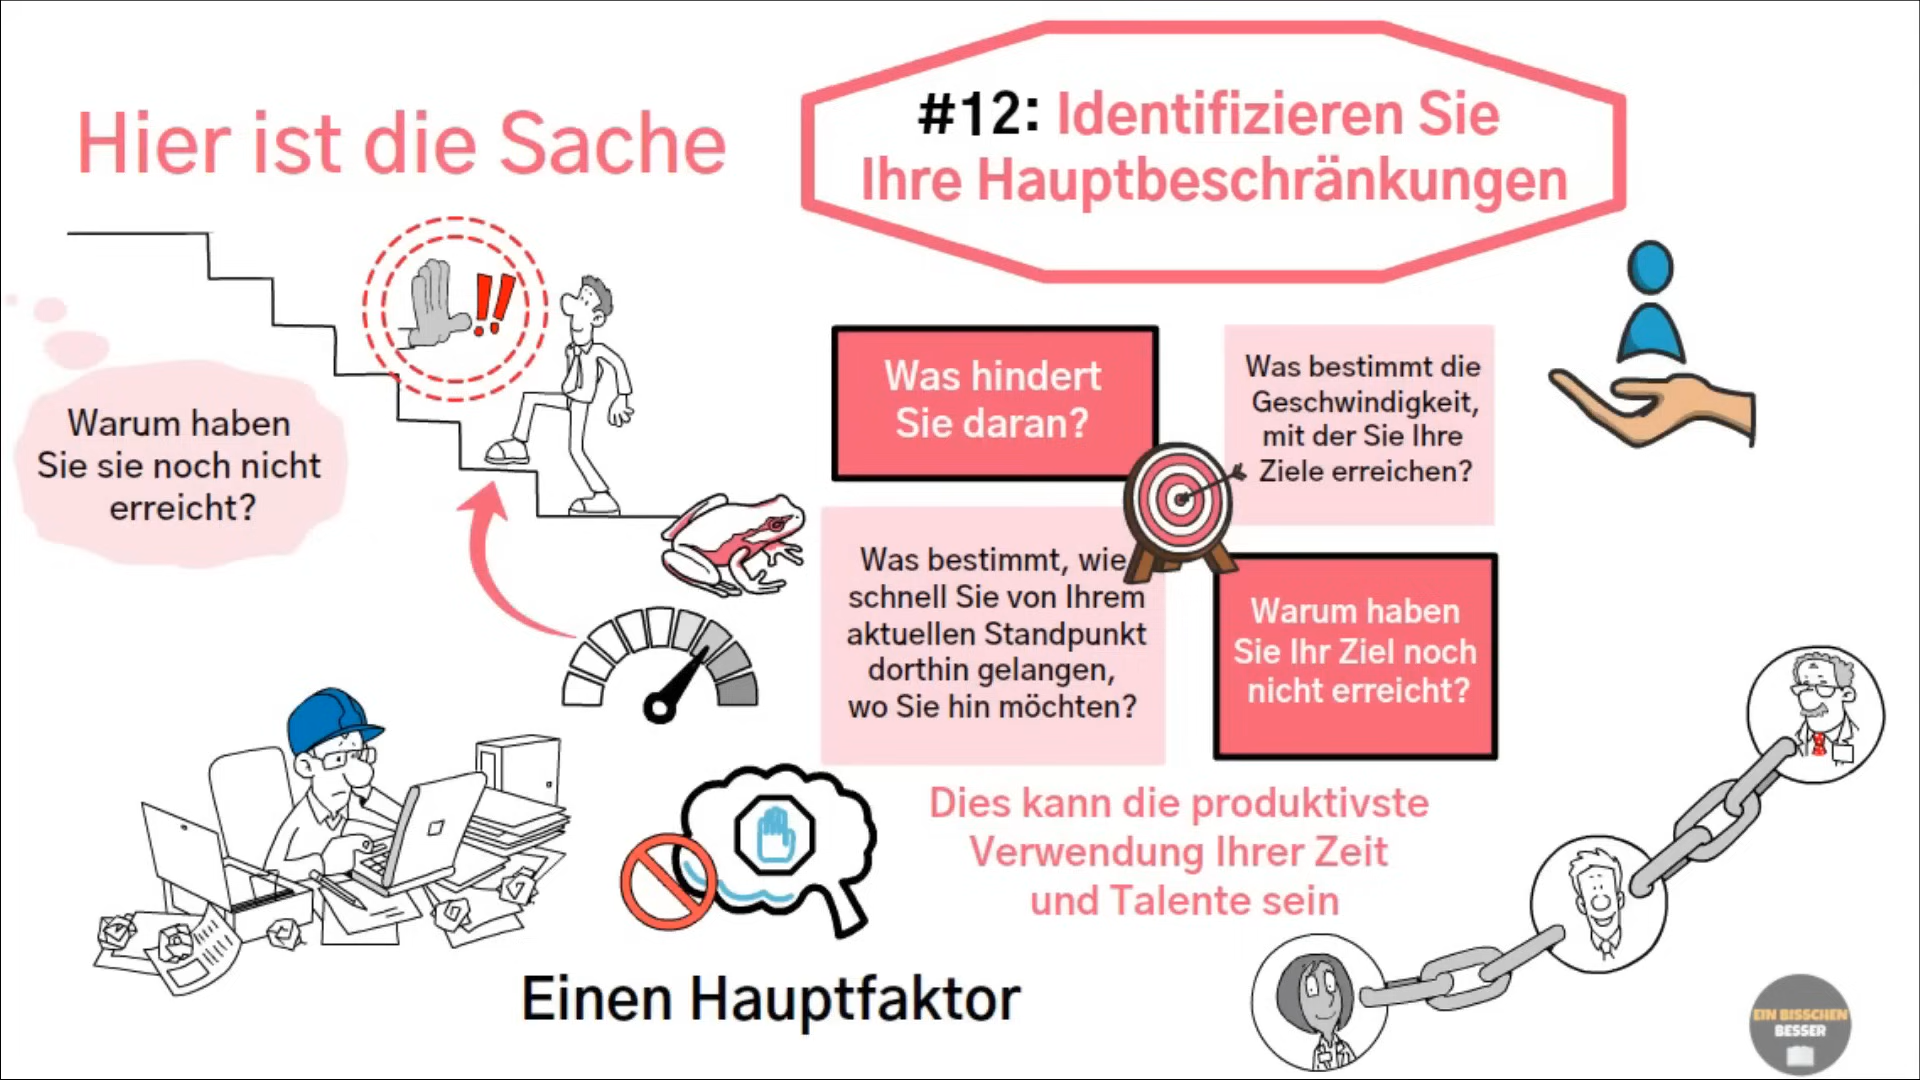 Hier ist die Sache
#12: Identifizieren Sie
Ihre Hauptbeschränkungen
Warum haben
Sie sie noch nicht
erreicht?
Was hindert
Sie daran?
Was bestimmt die
Geschwindigkeit,
mit der Sie Ihre
Ziele erreichen?
Was bestimmt, wie
schnell Sie von Ihrem
aktuellen Standpunkt
dorthin gelangen,
wo Sie hin möchten?
Warum haben
Sie Ihr Ziel noch
nicht erreicht?
Dies kann die produktivste
Verwendung Ihrer Zeit
und Talente sein
Einen Hauptfaktor
EIN BISSCHEN
BESSER